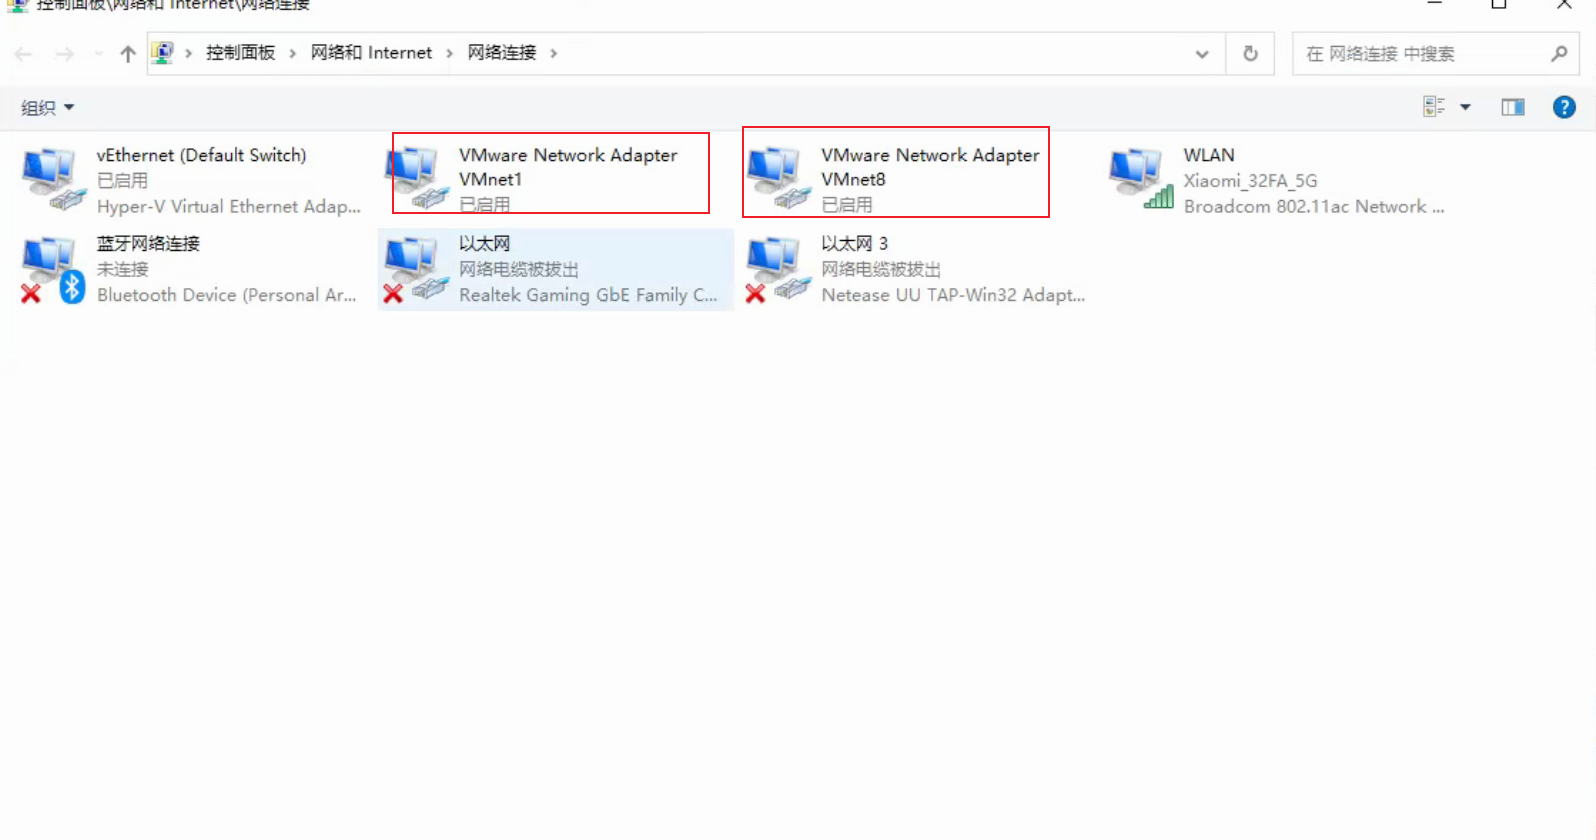 控制面板\网络和 Internet\网络连接
控制面板 网络和 Internet 网络连接
在 网络连接 中搜索
组织
vEthernet (Default Switch)
已启用
Hyper-V Virtual Ethernet Adap...
VMware Network Adapter
VMnet1
已启用
VMware Network Adapter
VMnet8
已启用
WLAN
Xiaomi_32FA_5G
Broadcom 802.11ac Network ...
蓝牙网络连接
未连接
Bluetooth Device (Personal Ar...
以太网
网络电缆被拔出
Realtek Gaming GbE Family C...
以太网 3
网络电缆被拔出
Netease UU TAP-Win32 Adapt...